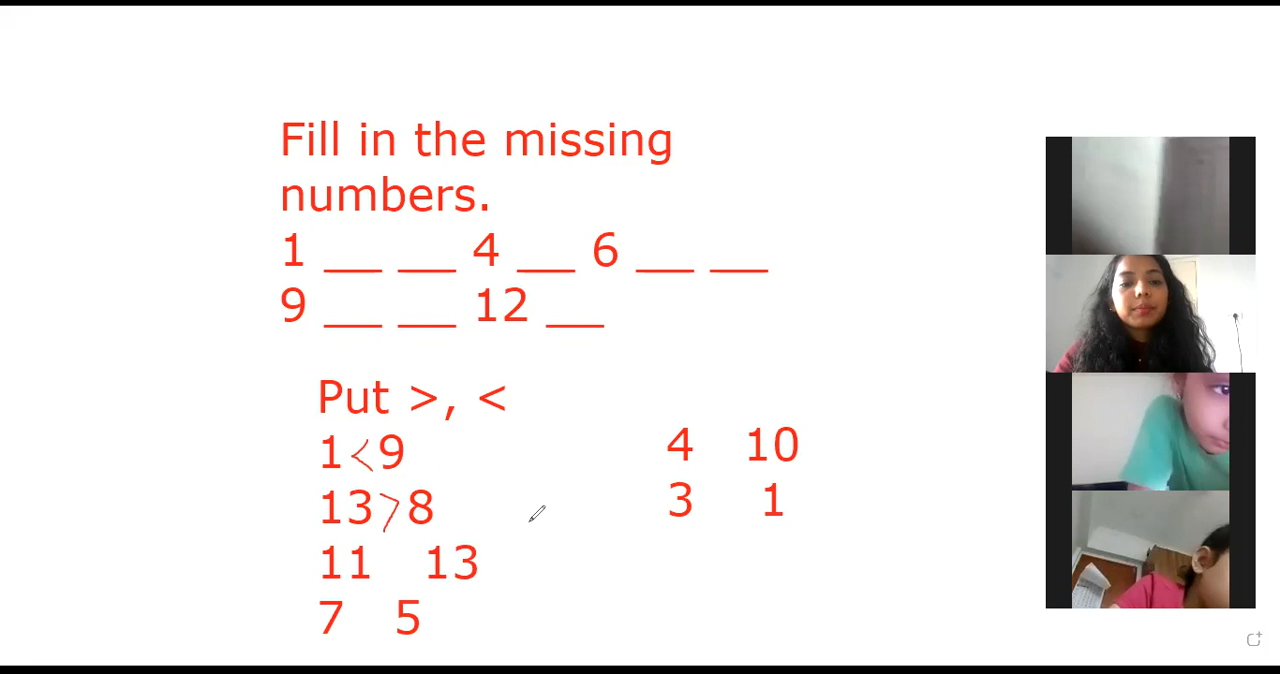 Fill in the missing
numbers.
1 __ __ 4 __ 6 __ __
9 __ __ 12 __
Put >, <
1<9
13>8
11 13
7 5
4 10
3 1